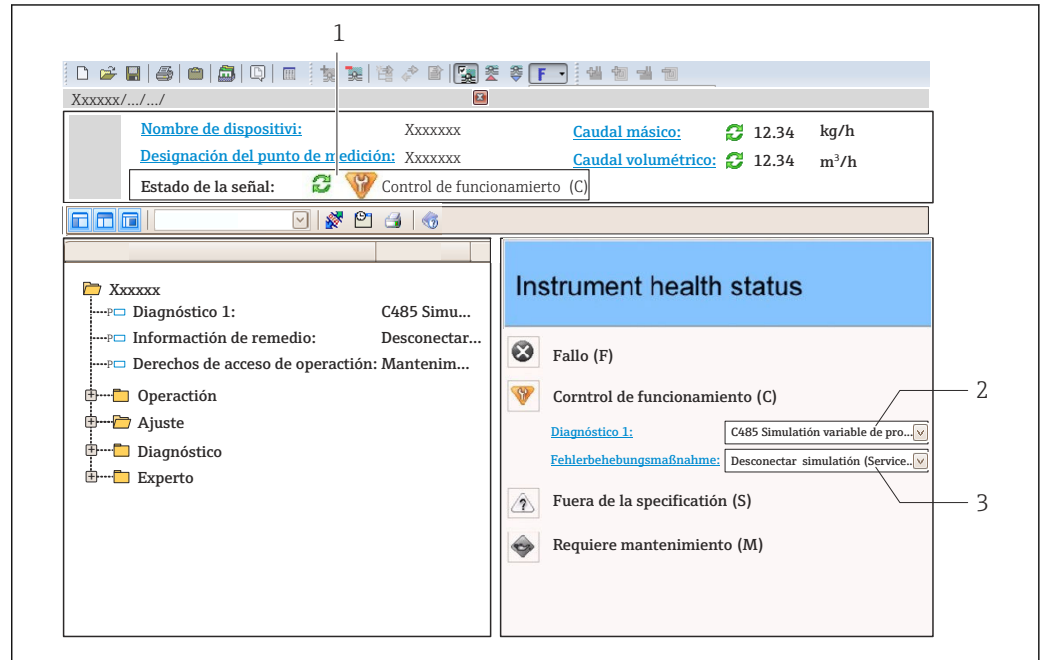 1
F
Xxxxxx/.../.../
Nombre de dispositivi: Xxxxxxx Caudal másico: 12.34 kg/h
Designación del punto de medición: Xxxxxxx Caudal volumétrico: 12.34 m³/h
Estado de la señal: Control de funcionamierto (C)
Xxxxxx
Diagnóstico 1: C485 Simu...
Informactión de remedio: Desconectar...
Derechos de acceso de operactión: Mantenim...
Operactión
Ajuste
Diagnóstico
Experto
Instrument health status
Fallo (F)
Corntrol de funcionamiento (C)
2
Diagnóstico 1: C485 Simulatión variable de pro...
Fehlerbehebungsmaßnahme: Desconectar simulatión (Service..
3
Fuera de la specificatión (S)
Requiere mantenimiento (M)